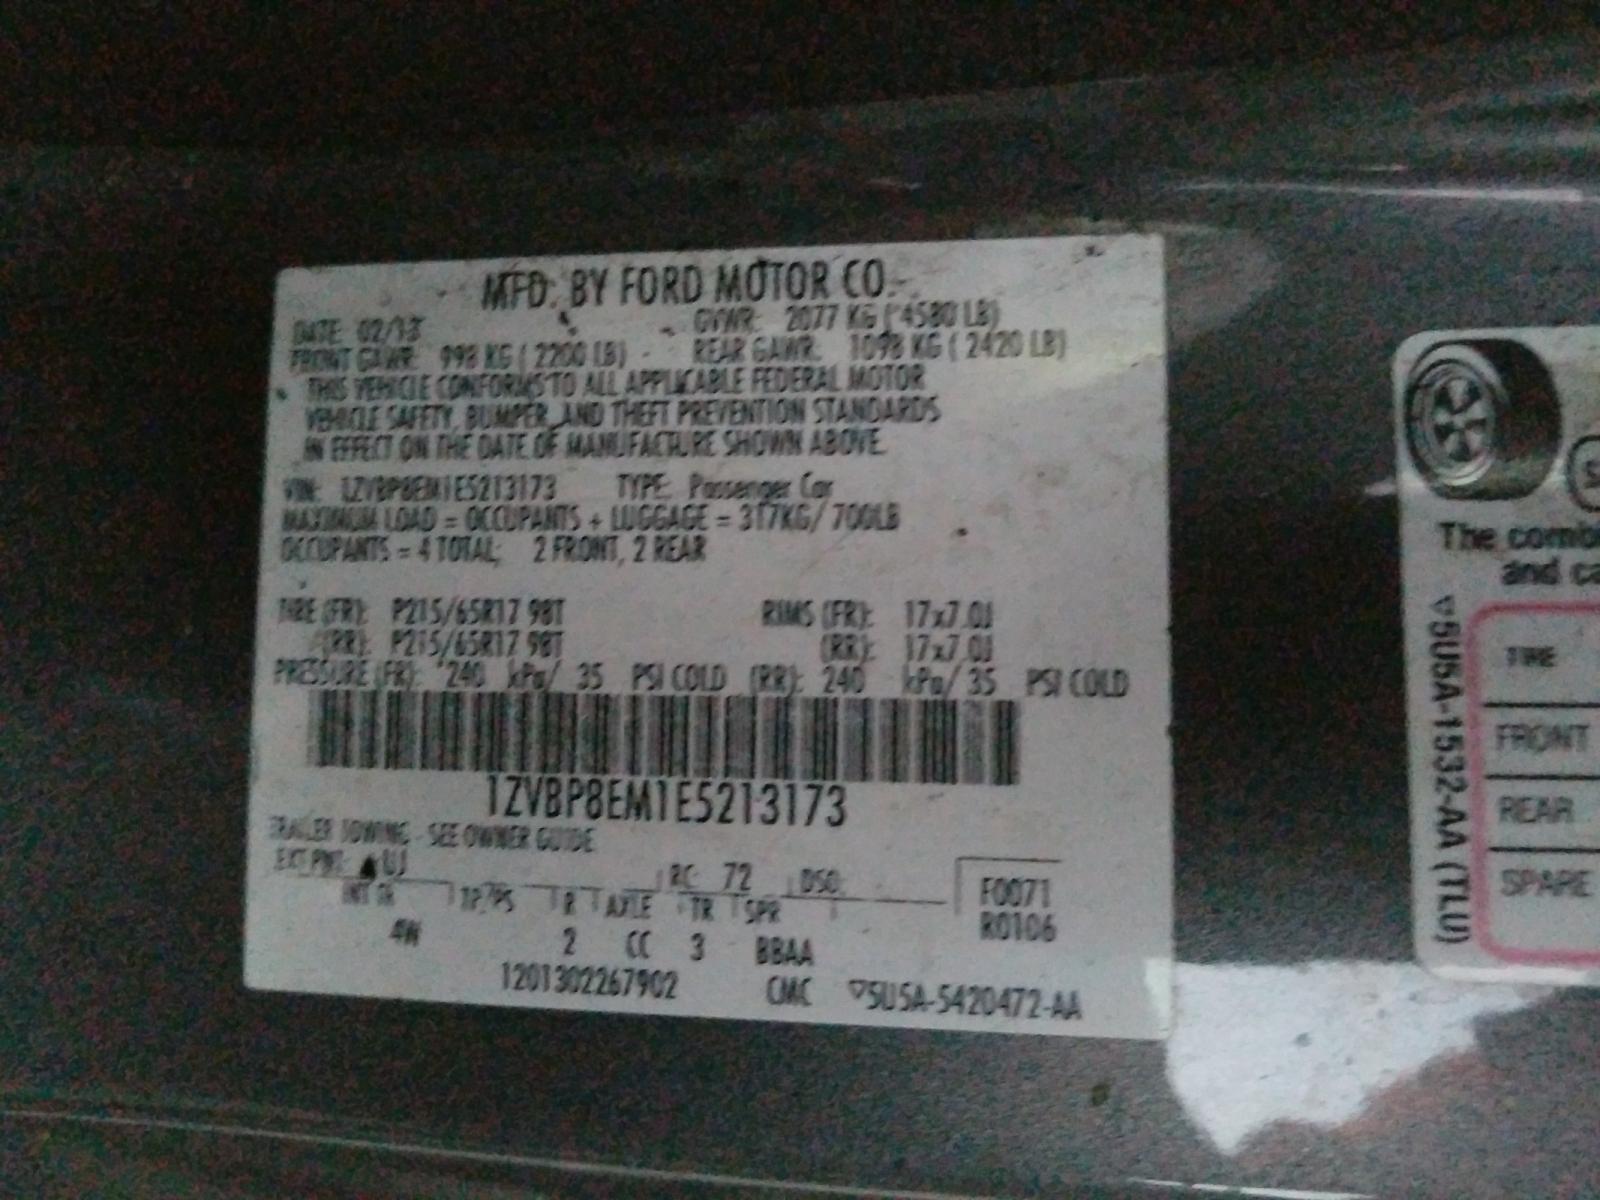 MFD. BY FORD MOTOR CO.
DATE: 02/13 GVWR: 2077 KG ( 4580 LB)
FRONT GAWR: 998 KG ( 2200 LB) REAR GAWR: 1098 KG ( 2420 LB)
THIS VEHICLE CONFORMS TO ALL APPLICABLE FEDERAL MOTOR
VEHICLE SAFETY, BUMPER, AND THEFT PREVENTION STANDARDS
IN EFFECT ON THE DATE OF MANUFACTURE SHOWN ABOVE.
VIN: 1ZVBP8EM1E5213173 TYPE: Passenger Car
MAXIMUM LOAD = OCCUPANTS + LUGGAGE = 317KG/ 700LB
OCCUPANTS = 4 TOTAL; 2 FRONT, 2 REAR
TIRE (FR): P215/65R17 98T RIMS (FR): 17x7.0J
(RR): P215/65R17 98T (RR): 17x7.0J
PRESSURE (FR): 240 kPa/ 35 PSI COLD (RR): 240 kPa/ 35 PSI COLD
1ZVBP8EM1E5213173
TRAILER TOWING - SEE OWNER GUIDE
EXT PNT: UJ RC: 72 DSO:
INT TR TP/PS R AXLE TR SPR F0071
4W 2 CC 3 BBAA R0106
1201302267902 CMC ▽5U5A-5420472-AA
The
and
▽5U5A-1532-AA (TLU)
TIRE
FRONT
REAR
SPARE